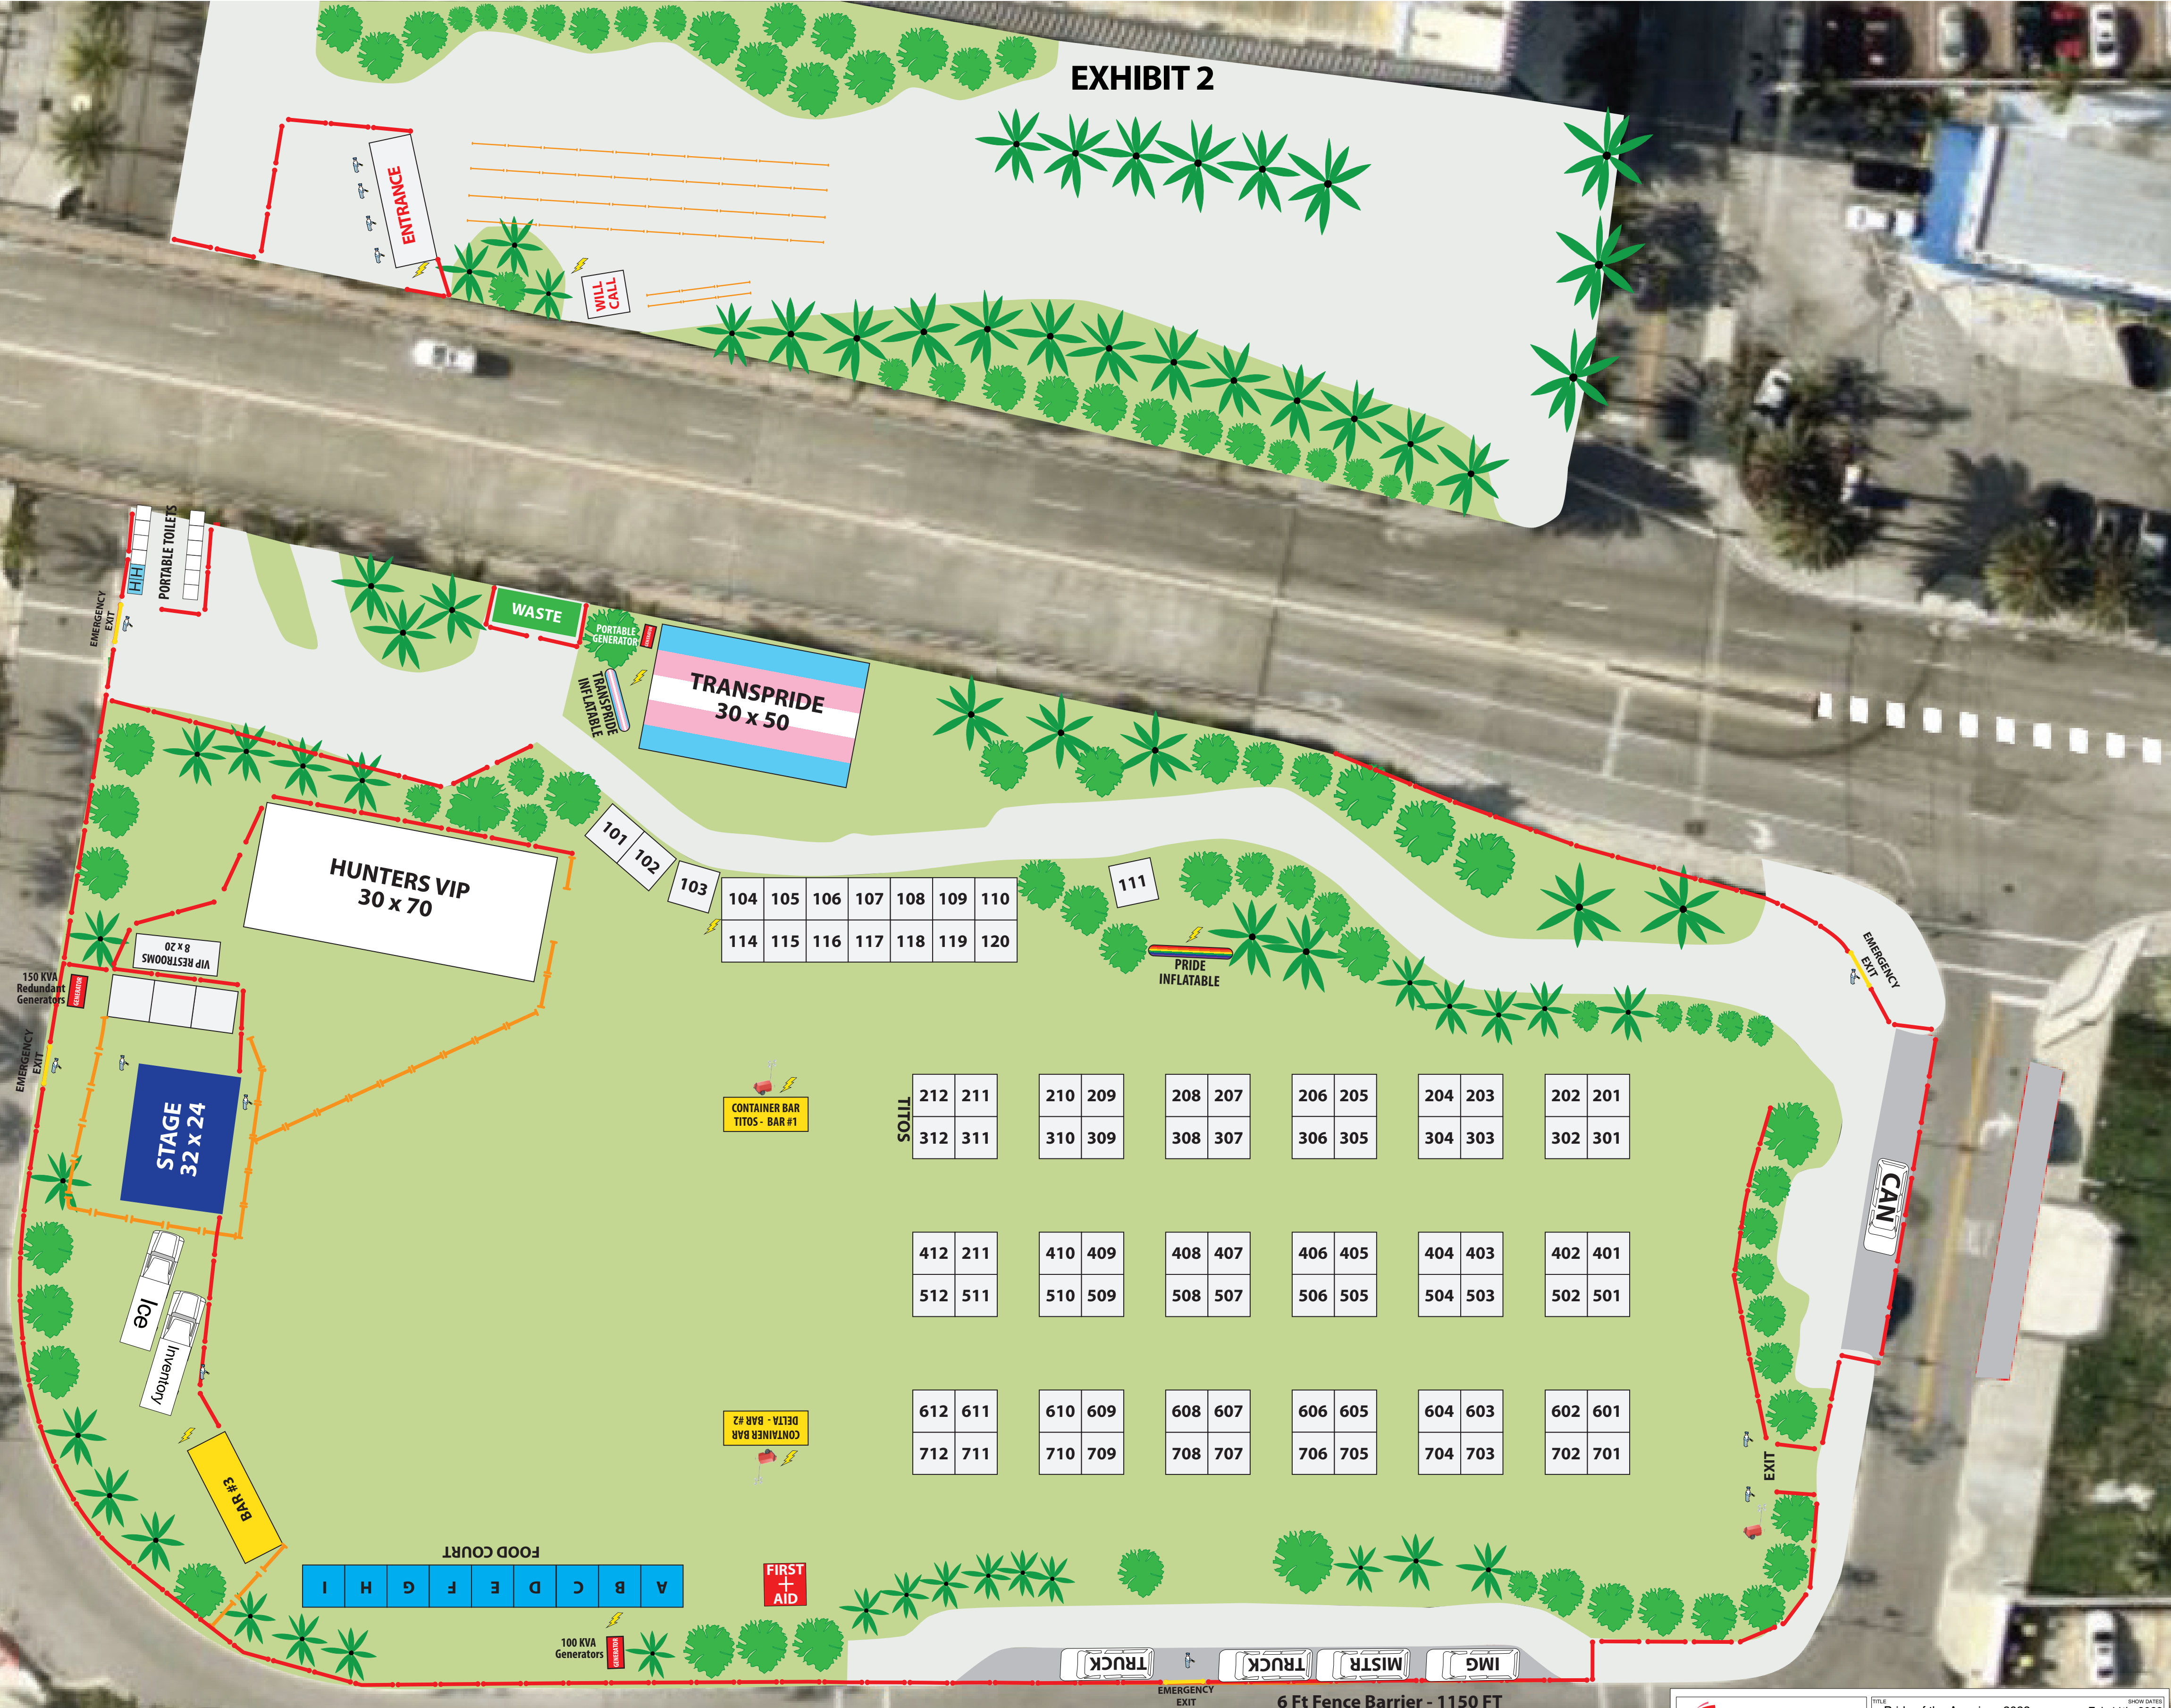 EXHIBIT 2
ENTRANCE
WILL
CALL
PORTABLE TOILETS
H H
EMERGENCY
EXIT
WASTE
PORTABLE
GENERATOR
GENERATOR
TRANSPRIDE
INFLATABLE
TRANSPRIDE
30 x 50
HUNTERS VIP
30 x 70
101
102
103
104 105 106 107 108 109 110
114 115 116 117 118 119 120
111
PRIDE
INFLATABLE
EMERGENCY
EXIT
VIP RESTROOMS
8 x 20
150 KVA
Redundant
Generators
GENERATOR
EMERGENCY
EXIT
STAGE
32 x 24
CONTAINER BAR
TITOS - BAR #1
TITOS
212 211 210 209 208 207 206 205 204 203 202 201
312 311 310 309 308 307 306 305 304 303 302 301
CAN
412 211 410 409 408 407 406 405 404 403 402 401
512 511 510 509 508 507 506 505 504 503 502 501
Ice
Inventory
CONTAINER BAR
DELTA - BAR #2
612 611 610 609 608 607 606 605 604 603 602 601
712 711 710 709 708 707 706 705 704 703 702 701
EXIT
BAR #3
FOOD COURT
A B C D E F G H I
FIRST
AID
100 KVA
Generators
GENERATOR
TRUCK
TRUCK
MISTR
IMG
EMERGENCY
EXIT
6 Ft Fence Barrier - 1150 FT
TITLE
SHOW DATES